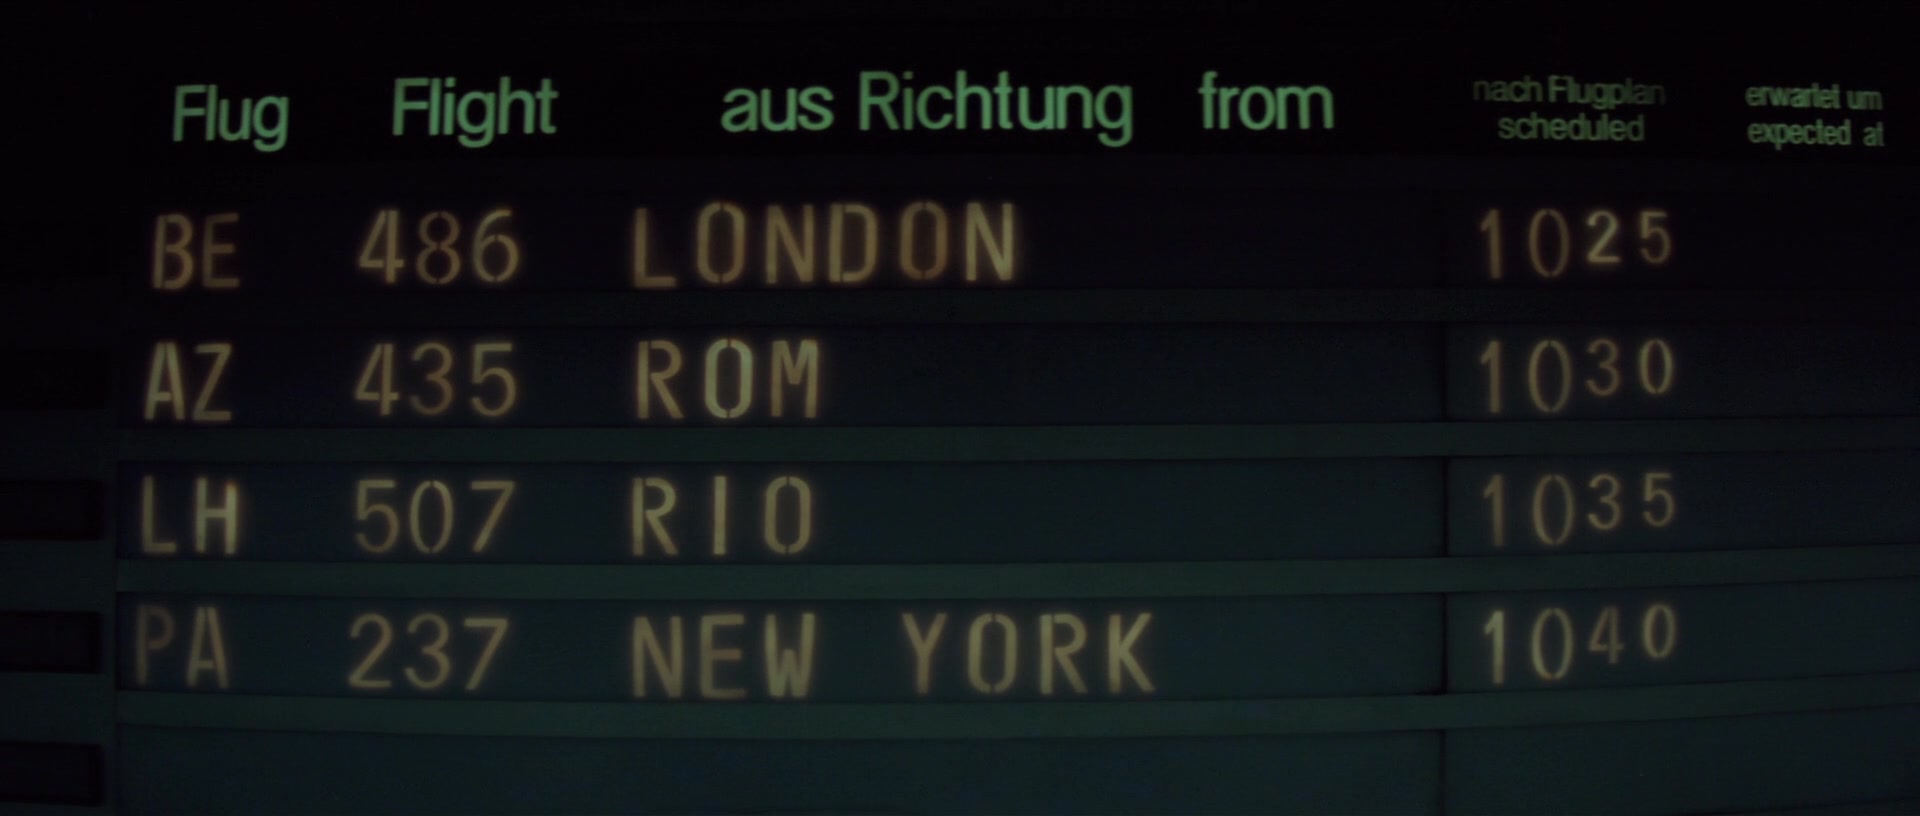 Flug Flight aus Richtung from nach Flugplan scheduled erwartet um expected at
BE 486 LONDON 1025
AZ 435 ROM 1030
LH 507 RIO 1035
PA 237 NEW YORK 1040